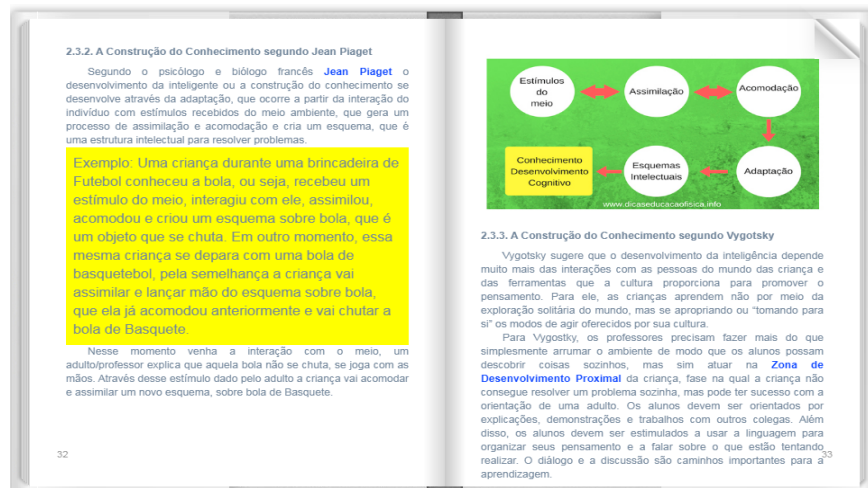 2.3.2. A Construção do Conhecimento segundo Jean Piaget
Segundo o psicólogo e biólogo francês Jean Piaget o
desenvolvimento da inteligente ou a construção do conhecimento se
desenvolve através da adaptação, que ocorre a partir da interação do
indivíduo com estímulos recebidos do meio ambiente, que gera um
processo de assimilação e acomodação e cria um esquema, que é
uma estrutura intelectual para resolver problemas.
Exemplo: Uma criança durante uma brincadeira de
Futebol conheceu a bola, ou seja, recebeu um
estímulo do meio, interagiu com ele, assimilou,
acomodou e criou um esquema sobre bola, que é
um objeto que se chuta. Em outro momento, essa
mesma criança se depara com uma bola de
basquetebol, pela semelhança a criança vai
assimilar e lançar mão do esquema sobre bola,
que ela já acomodou anteriormente e vai chutar a
bola de Basquete.
Nesse momento venha a interação com o meio, um
adulto/professor explica que aquela bola não se chuta, se joga com as
mãos. Através desse estímulo dado pelo adulto a criança vai acomodar
e assimilar um novo esquema, sobre bola de Basquete.
32
Estímulos
do
meio
Assimilação
Acomodação
Conhecimento
Desenvolvimento
Cognitivo
Esquemas
Intelectuais
Adaptação
www.dicaseducacaofisica.info
2.3.3. A Construção do Conhecimento segundo Vygotsky
Vygotsky sugere que o desenvolvimento da inteligência depende
muito mais das interações com as pessoas do mundo das criança e
das ferramentas que a cultura proporciona para promover o
pensamento. Para ele, as crianças aprendem não por meio da
exploração solitária do mundo, mas se apropriando ou “tomando para
si” os modos de agir oferecidos por sua cultura.
Para Vygostky, os professores precisam fazer mais do que
simplesmente arrumar o ambiente de modo que os alunos possam
descobrir coisas sozinhos, mas sim atuar na Zona de
Desenvolvimento Proximal da criança, fase na qual a criança não
consegue resolver um problema sozinha, mas pode ter sucesso com a
orientação de uma adulto. Os alunos devem ser orientados por
explicações, demonstrações e trabalhos com outros colegas. Além
disso, os alunos devem ser estimulados a usar a linguagem para
organizar seus pensamento e a falar sobre o que estão tentando
realizar. O diálogo e a discussão são caminhos importantes para a
aprendizagem.
33